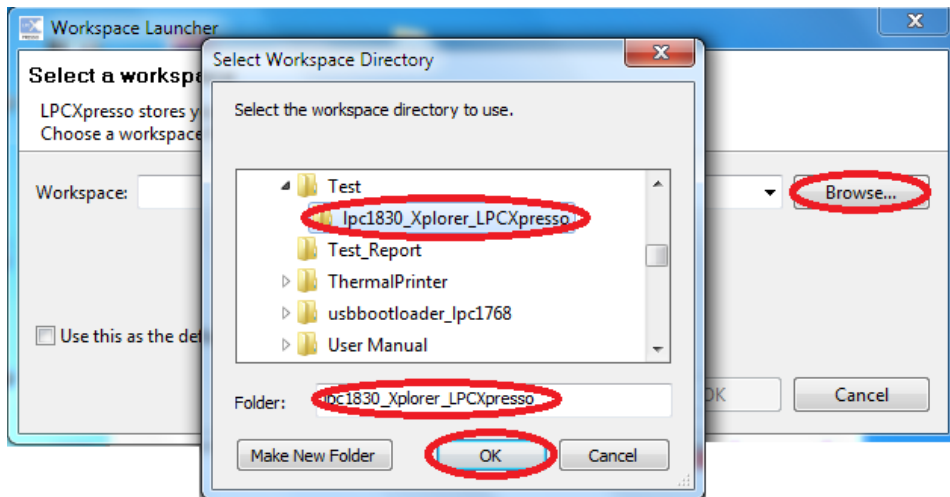 Workspace Launcher
Select a workspa
LPCXpresso stores y
Choose a workspace
Workspace:
Browse...
Use this as the def
OK
Cancel
Select Workspace Directory
Select the workspace directory to use.
Test
lpc1830_Xplorer_LPCXpresso
Test_Report
ThermalPrinter
usbbootloader_lpc1768
User Manual
Folder:
lpc1830_Xplorer_LPCXpresso
Make New Folder
OK
Cancel